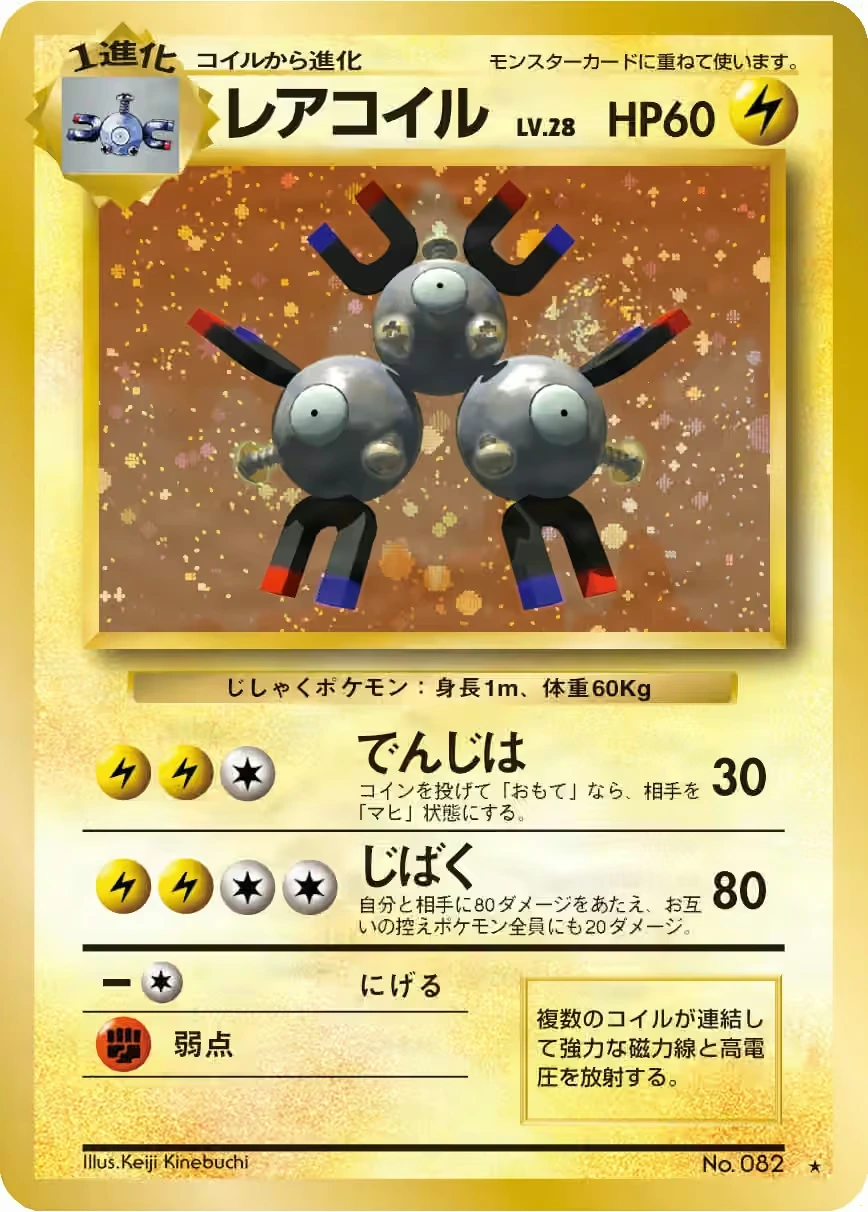 1進化 コイルから進化 モンスターカードに重ねて使います。
レアコイル LV.28 HP60
じしゃくポケモン：身長1m、体重60Kg
でんじは 30
コインを投げて「おもて」なら、相手を
「マヒ」状態にする。
じばく 80
自分と相手に80ダメージをあたえ、お互
いの控えポケモン全員にも20ダメージ。
ー にげる
弱点
複数のコイルが連結し
て強力な磁力線と高電
圧を放射する。
Illus.Keiji Kinebuchi No. 082 ★